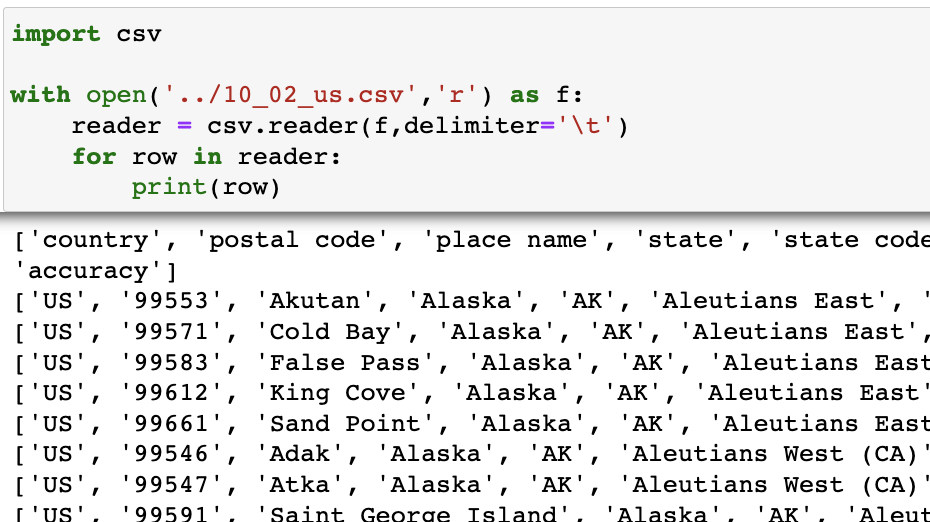 import csv
with open('../10_02_us.csv','r') as f:
reader = csv.reader(f,delimiter='\t')
for row in reader:
print(row)
['country', 'postal code', 'place name', 'state', 'state code
'accuracy']
['US', '99553', 'Akutan', 'Alaska', 'AK', 'Aleutians East', '
['US', '99571', 'Cold Bay', 'Alaska', 'AK', 'Aleutians East',
['US', '99583', 'False Pass', 'Alaska', 'AK', 'Aleutians East
['US', '99612', 'King Cove', 'Alaska', 'AK', 'Aleutians East'
['US', '99661', 'Sand Point', 'Alaska', 'AK', 'Aleutians East
['US', '99546', 'Adak', 'Alaska', 'AK', 'Aleutians West (CA)'
['US', '99547', 'Atka', 'Alaska', 'AK', 'Aleutians West (CA)'
['US', '99591', 'Saint George Island', 'Alaska', 'AK', 'Aleut